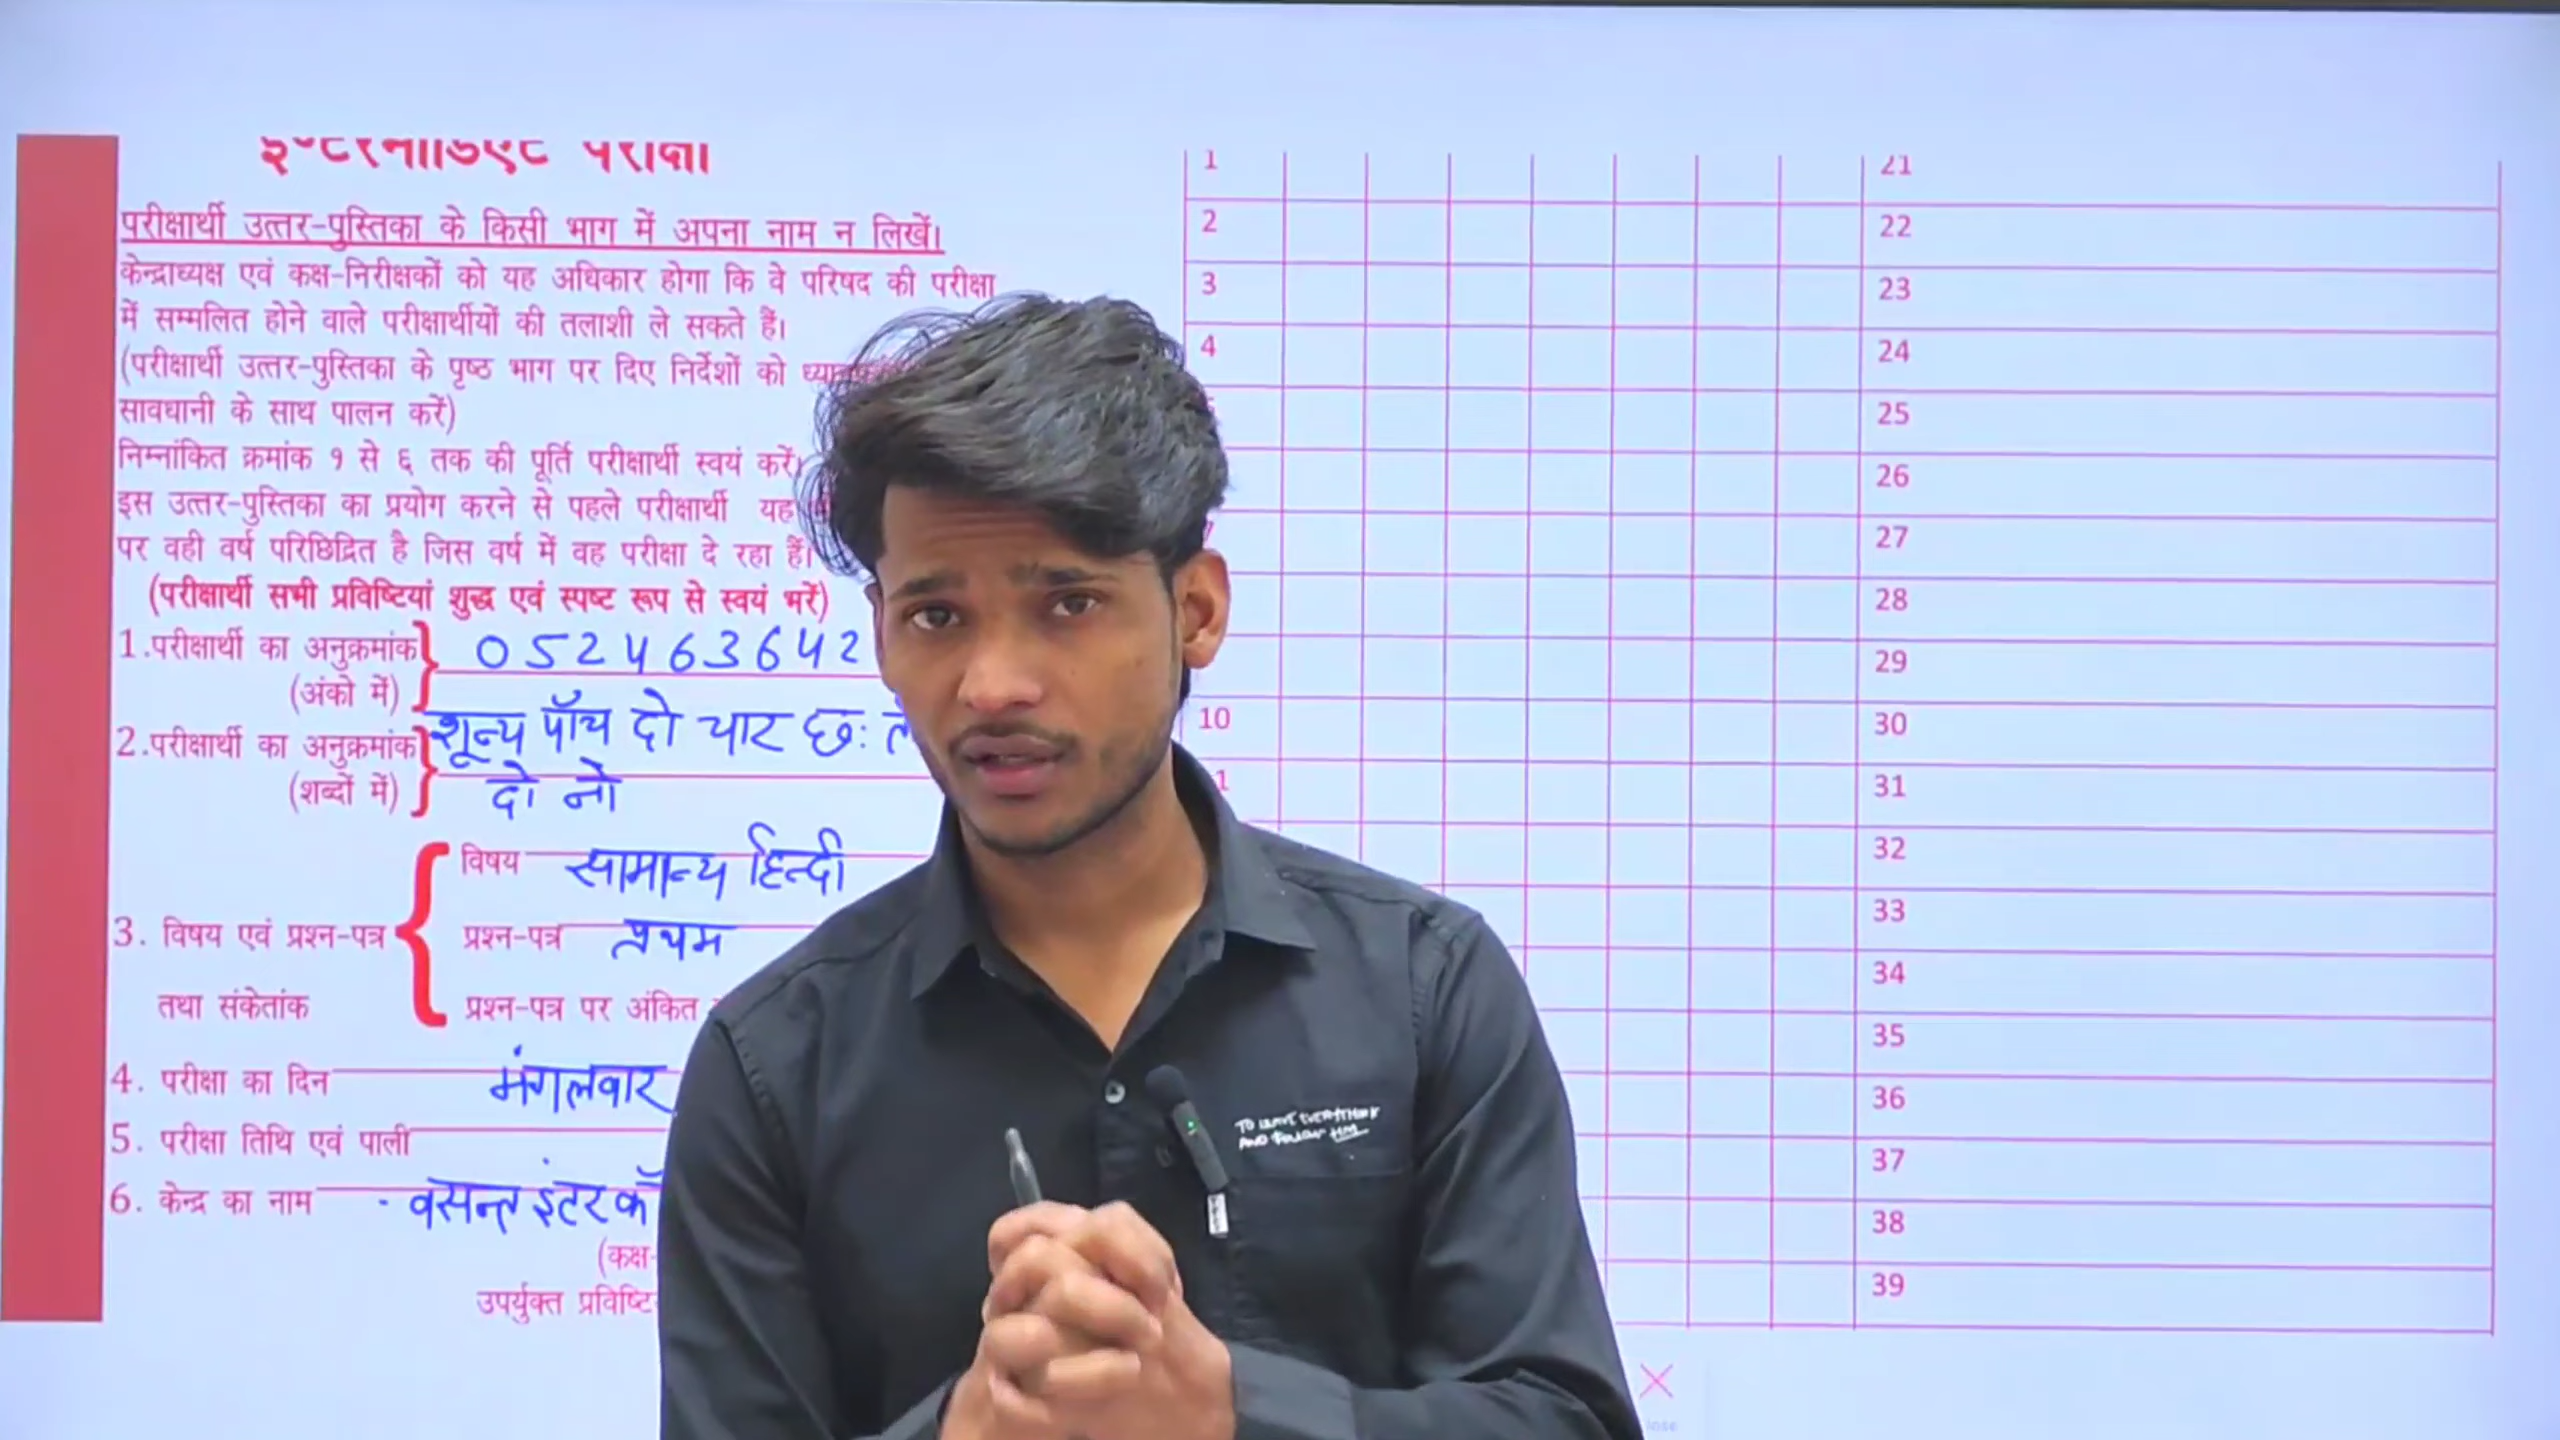 इण्टरमीडिएट परीक्षा
परीक्षार्थी उत्तर-पुस्तिका के किसी भाग में अपना नाम न लिखें।
केन्द्राध्यक्ष एवं कक्ष-निरीक्षकों को यह अधिकार होगा कि वे परिषद की परीक्षा
में सम्मलित होने वाले परीक्षार्थीयों की तलाशी ले सकते हैं।
(परीक्षार्थी उत्तर-पुस्तिका के पृष्ठ भाग पर दिए निर्देशों को
सावधानी के साथ पालन करें)
निम्नांकित क्रमांक १ से ६ तक की पूर्ति परीक्षार्थी स्वयं करें।
इस उत्तर-पुस्तिका का प्रयोग करने से पहले परीक्षार्थी यह
पर वही वर्ष परिछिद्रित है जिस वर्ष में वह परीक्षा दे रहा हैं।
(परीक्षार्थी सभी प्रविष्टियां शुद्ध एवं स्पष्ट रूप से स्वयं भरें)
1.परीक्षार्थी का अनुक्रमांक 052463642
(अंको में)
2.परीक्षार्थी का अनुक्रमांक शून्य पाँच दो चार छः
(शब्दों में) दो नो
विषय सामान्य हिन्दी
3. विषय एवं प्रश्न-पत्र प्रश्न-पत्र प्रथम
तथा संकेतांक प्रश्न-पत्र पर अंकित
4. परीक्षा का दिन मंगलवार
5. परीक्षा तिथि एवं पाली
6. केन्द्र का नाम - वसन्त इंटर
(कक्ष-
उपर्युक्त
1 21
2 22
3 23
4 24
25
26
27
28
29
10 30
31
32
33
34
35
36
37
38
39
TO LEAVE EVERYTHING
AND FOLLOW HIM